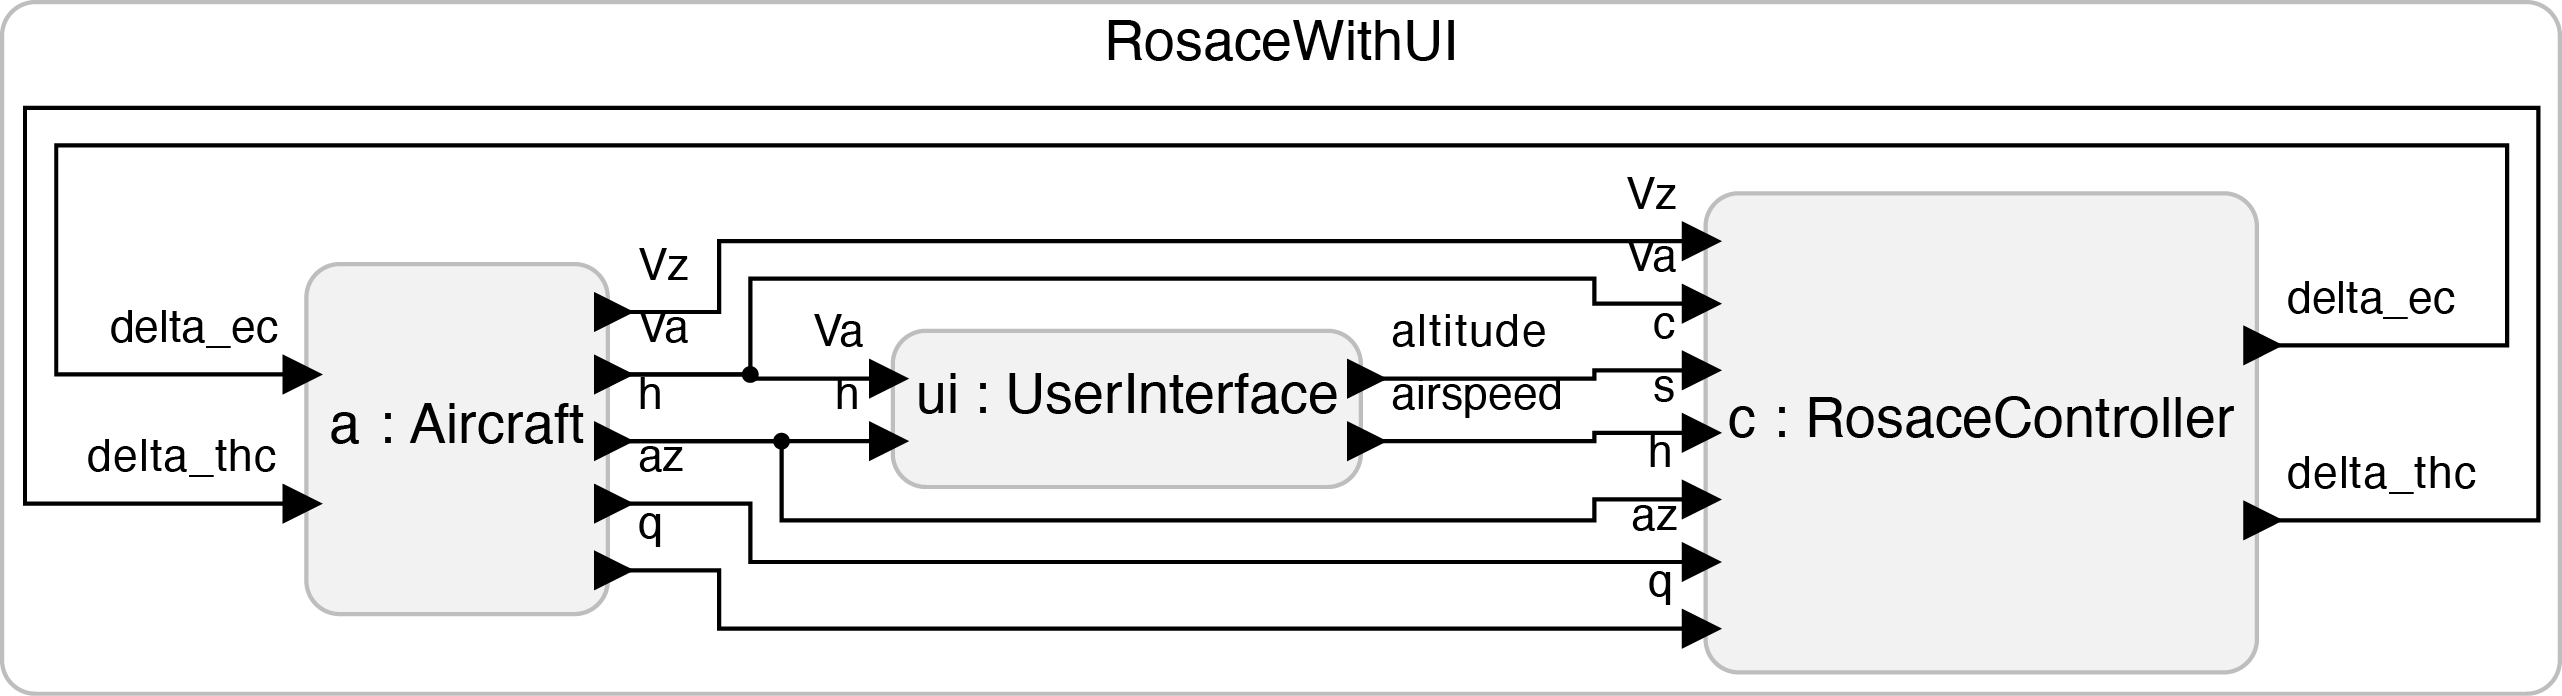 RosaceWithUI
delta_ec
delta_thc
a : Aircraft
Vz
Va
h
az
q
Va
h
ui : UserInterface
altitude
airspeed
Vz
Va
c
s
h
az
q
c : RosaceController
delta_ec
delta_thc